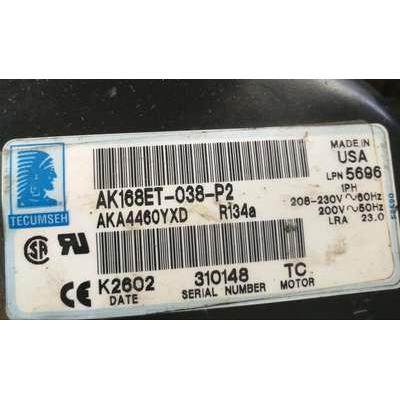 TECUMSEH
AK168ET-038-P2
AKA4460YXD R134a
MADE IN
USA
LPN 5696
1PH
208-230V~60Hz
200V~50Hz
LRA 23.0
K2602 310148 TC
DATE SERIAL NUMBER MOTOR